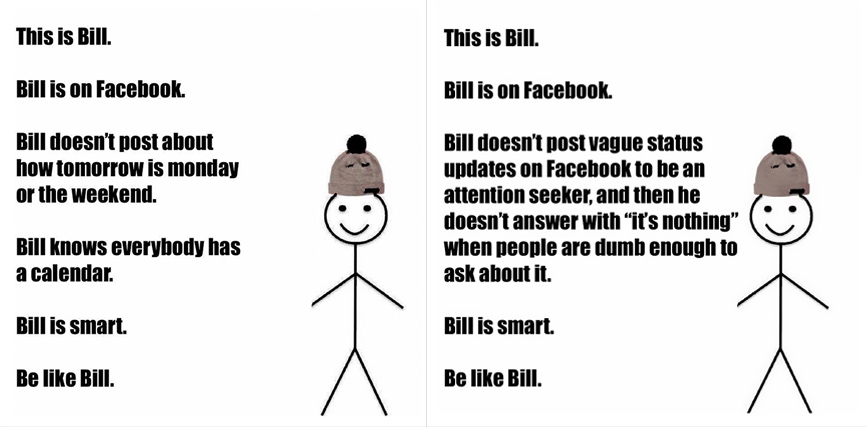 This is Bill.
Bill is on Facebook.
Bill doesn't post about
how tomorrow is monday
or the weekend.
Bill knows everybody has
a calendar.
Bill is smart.
Be like Bill.
This is Bill.
Bill is on Facebook.
Bill doesn't post vague status
updates on Facebook to be an
attention seeker, and then he
doesn't answer with “it's nothing”
when people are dumb enough to
ask about it.
Bill is smart.
Be like Bill.